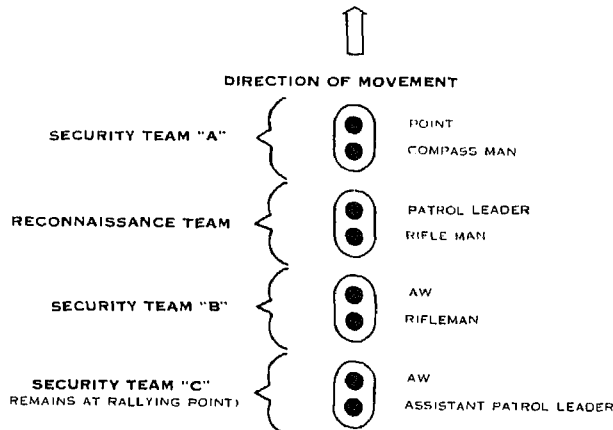 DIRECTION OF MOVEMENT
SECURITY TEAM "A"
POINT
COMPASS MAN
RECONNAISSANCE TEAM
PATROL LEADER
RIFLE MAN
SECURITY TEAM "B"
AW
RIFLEMAN
SECURITY TEAM "C"
REMAINS AT RALLYING POINT)
AW
ASSISTANT PATROL LEADER